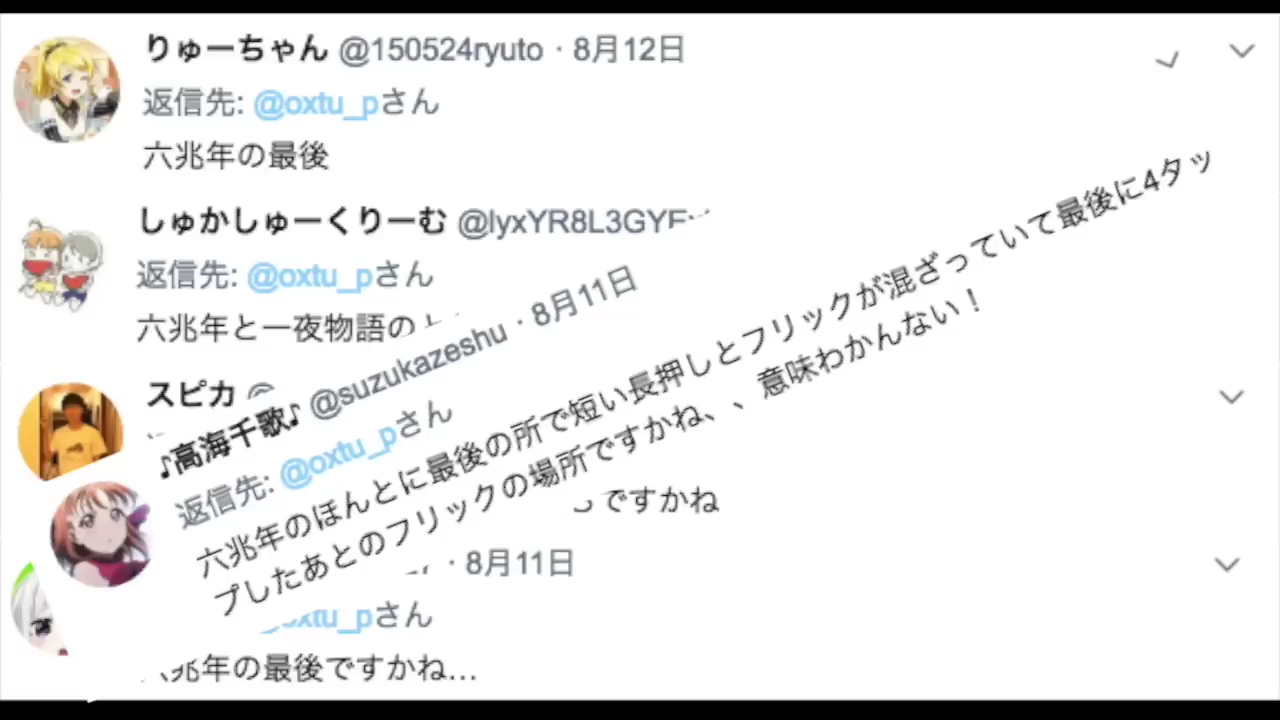 りゅーちゃん @150524ryuto · 8月12日
返信先: @oxtu_pさん
六兆年の最後
しゅかしゅーくりーむ @lyxYR8L3GYE
返信先: @oxtu_pさん
六兆年と一夜物語の
スピカ
♪高海千歌♪ @suzukazeshu · 8月11日
返信先: @oxtu_pさん
六兆年のほんとに最後の所で短い長押しとフリックが混ざっていて最後に4タッ
プしたあとのフリックの場所ですかね、、意味わかんない！
ですかね
· 8月11日
@oxtu_pさん
兆年の最後ですかね...